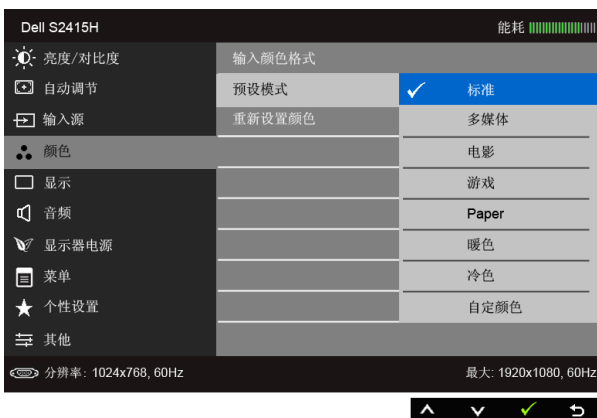 Dell S2415H
能耗
亮度/对比度
输入颜色格式
自动调节
预设模式
标准
输入源
重新设置颜色
多媒体
颜色
电影
显示
游戏
音频
Paper
显示器电源
暖色
菜单
冷色
个性设置
自定颜色
其他
分辨率: 1024x768, 60Hz
最大: 1920x1080, 60Hz